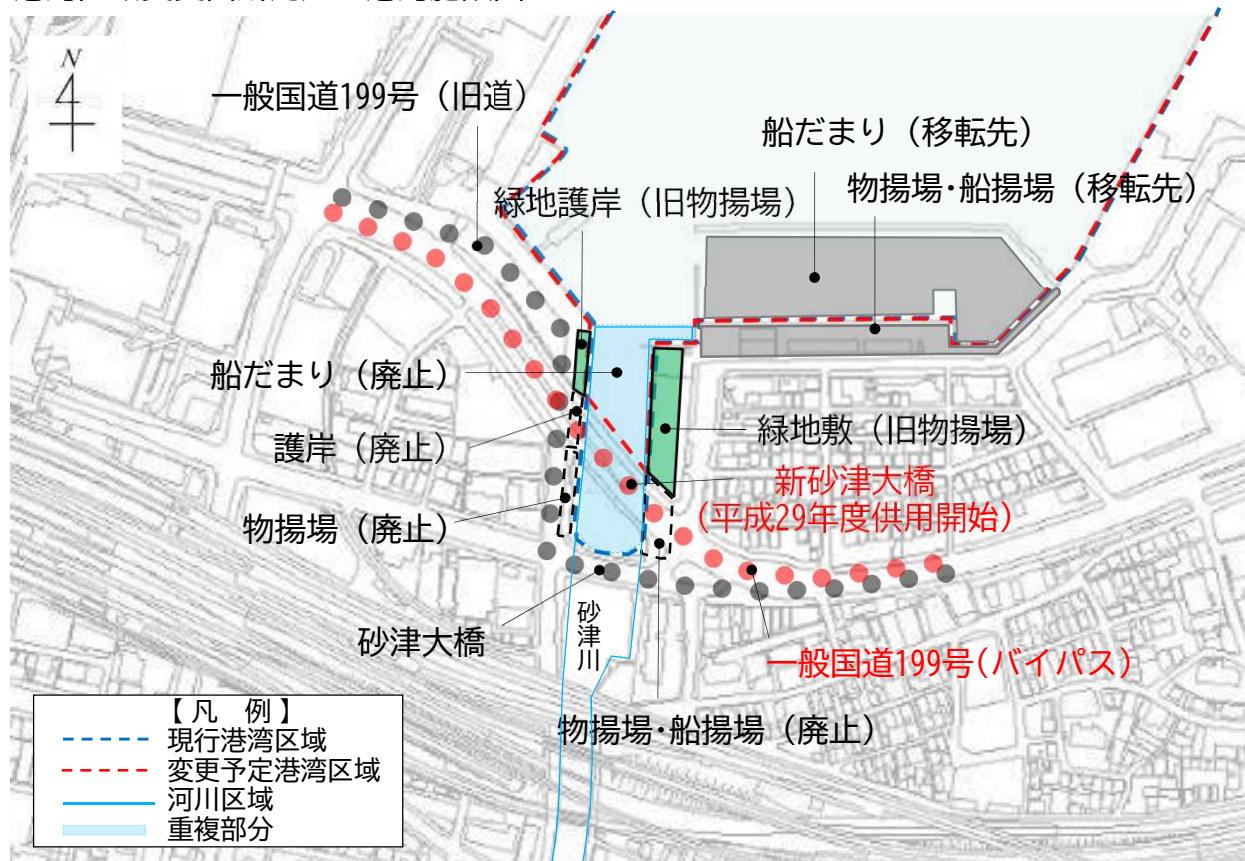 N
一般国道199号（旧道）
船だまり（移転先）
物揚場・船揚場（移転先）
緑地護岸（旧物揚場）
船だまり（廃止）
護岸（廃止）
緑地敷（旧物揚場）
新砂津大橋
（平成29年度供用開始）
物揚場（廃止）
砂津大橋
砂津川
一般国道199号(バイパス)
物揚場・船揚場（廃止）
【 凡　例 】
現行港湾区域
変更予定港湾区域
河川区域
重複部分